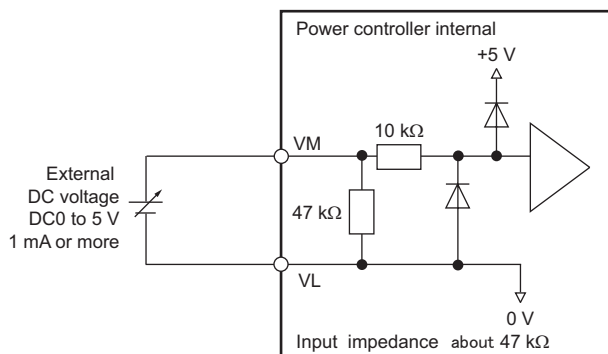 Power controller internal
+5 V
VM
10 kΩ
External
DC voltage
DC0 to 5 V
1 mA or more
47 kΩ
VL
0 V
Input impedance about 47 kΩ